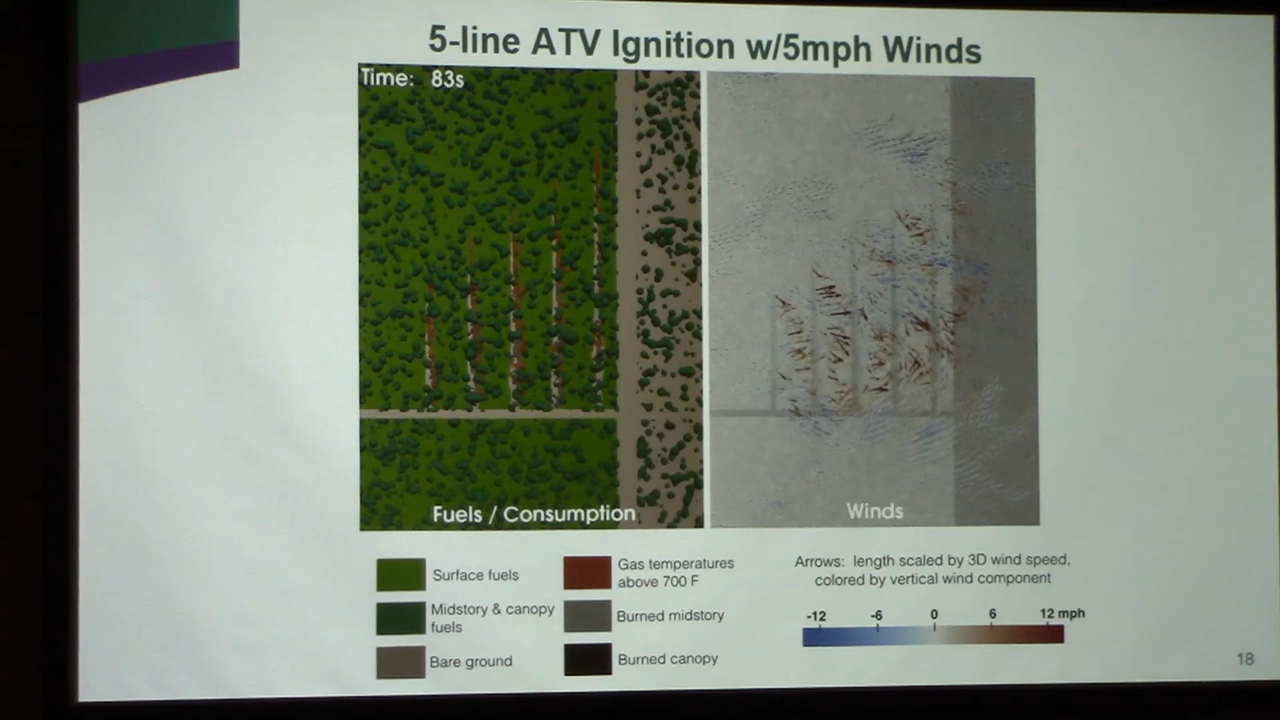 5-line ATV Ignition w/5mph Winds
Time: 83s
Fuels / Consumption
Winds
Surface fuels
Midstory & canopy
fuels
Bare ground
Gas temperatures
above 700 F
Burned midstory
Burned canopy
Arrows: length scaled by 3D wind speed,
colored by vertical wind component
-12 -6 0 6 12 mph
18